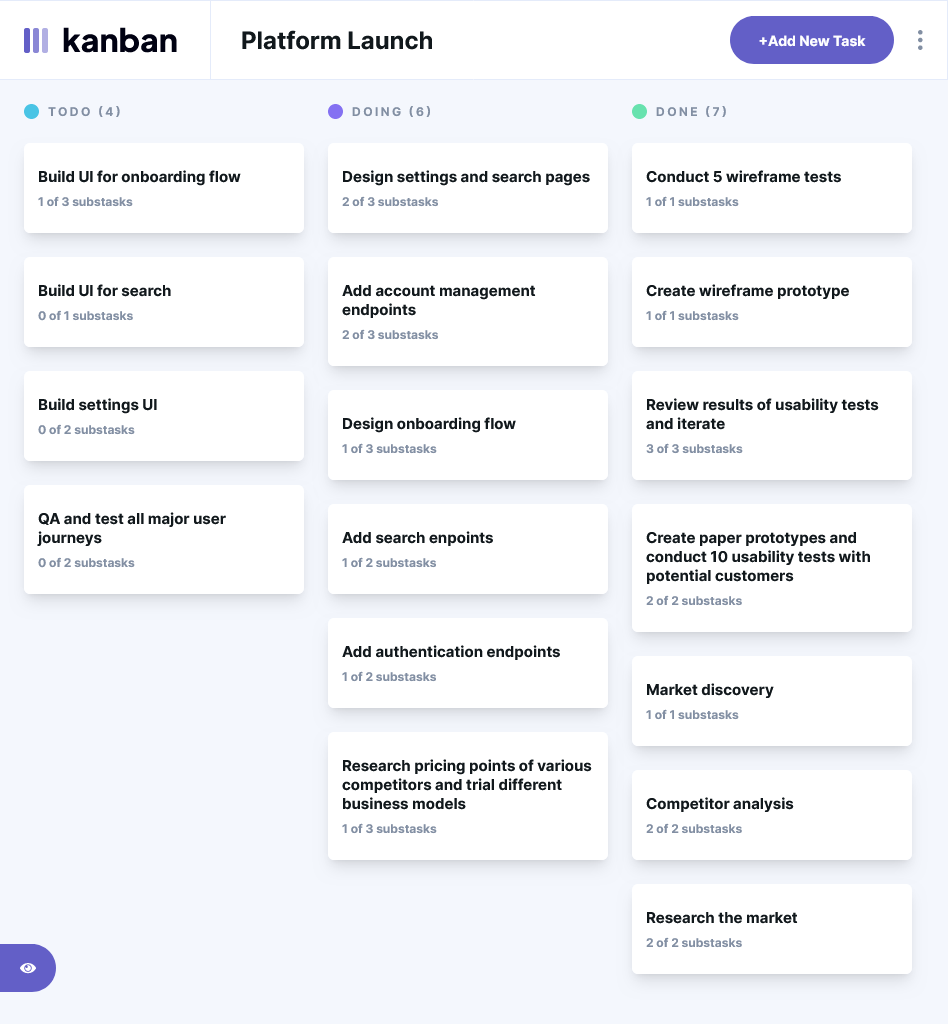 kanban
Platform Launch
+Add New Task
TODO (4)
Build UI for onboarding flow
1 of 3 substasks
Build UI for search
0 of 1 substasks
Build settings UI
0 of 2 substasks
QA and test all major user
journeys
0 of 2 substasks
DOING (6)
Design settings and search pages
2 of 3 substasks
Add account management
endpoints
2 of 3 substasks
Design onboarding flow
1 of 3 substasks
Add search enpoints
1 of 2 substasks
Add authentication endpoints
1 of 2 substasks
Research pricing points of various
competitors and trial different
business models
1 of 3 substasks
DONE (7)
Conduct 5 wireframe tests
1 of 1 substasks
Create wireframe prototype
1 of 1 substasks
Review results of usability tests
and iterate
3 of 3 substasks
Create paper prototypes and
conduct 10 usability tests with
potential customers
2 of 2 substasks
Market discovery
1 of 1 substasks
Competitor analysis
2 of 2 substasks
Research the market
2 of 2 substasks